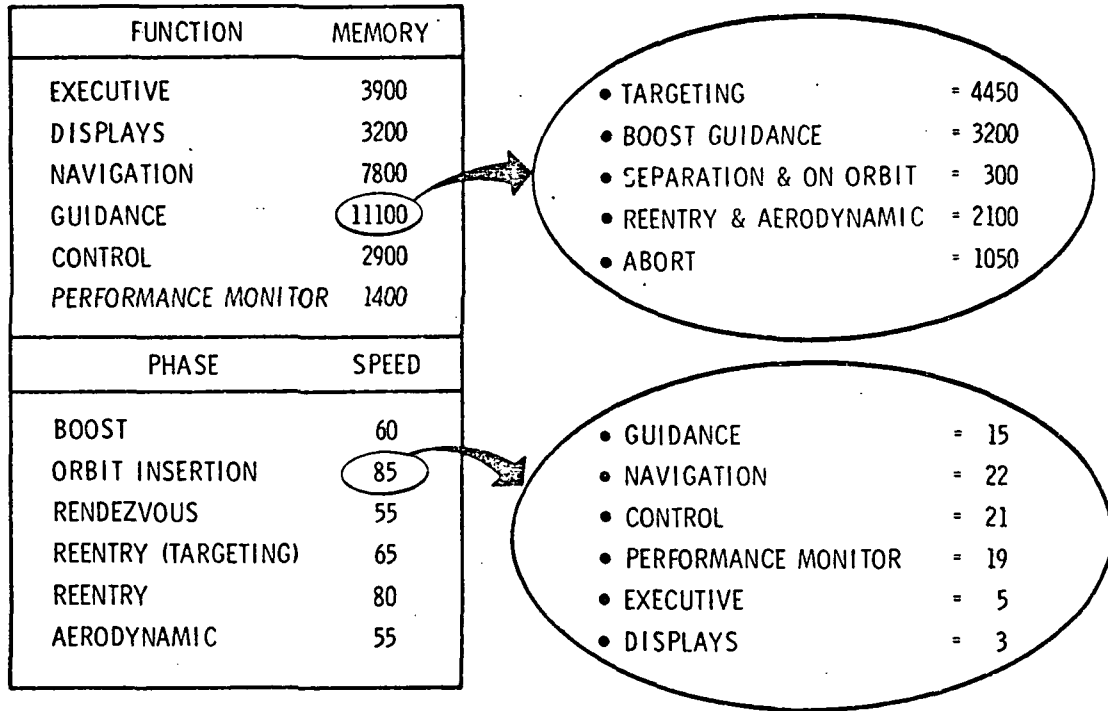 FUNCTION MEMORY
EXECUTIVE 3900
DISPLAYS 3200
NAVIGATION 7800
GUIDANCE 11100
CONTROL 2900
PERFORMANCE MONITOR 1400
PHASE SPEED
BOOST 60
ORBIT INSERTION 85
RENDEZVOUS 55
REENTRY (TARGETING) 65
REENTRY 80
AERODYNAMIC 55
• TARGETING = 4450
• BOOST GUIDANCE = 3200
• SEPARATION & ON ORBIT = 300
• REENTRY & AERODYNAMIC = 2100
• ABORT = 1050
• GUIDANCE = 15
• NAVIGATION = 22
• CONTROL = 21
• PERFORMANCE MONITOR = 19
• EXECUTIVE = 5
• DISPLAYS = 3